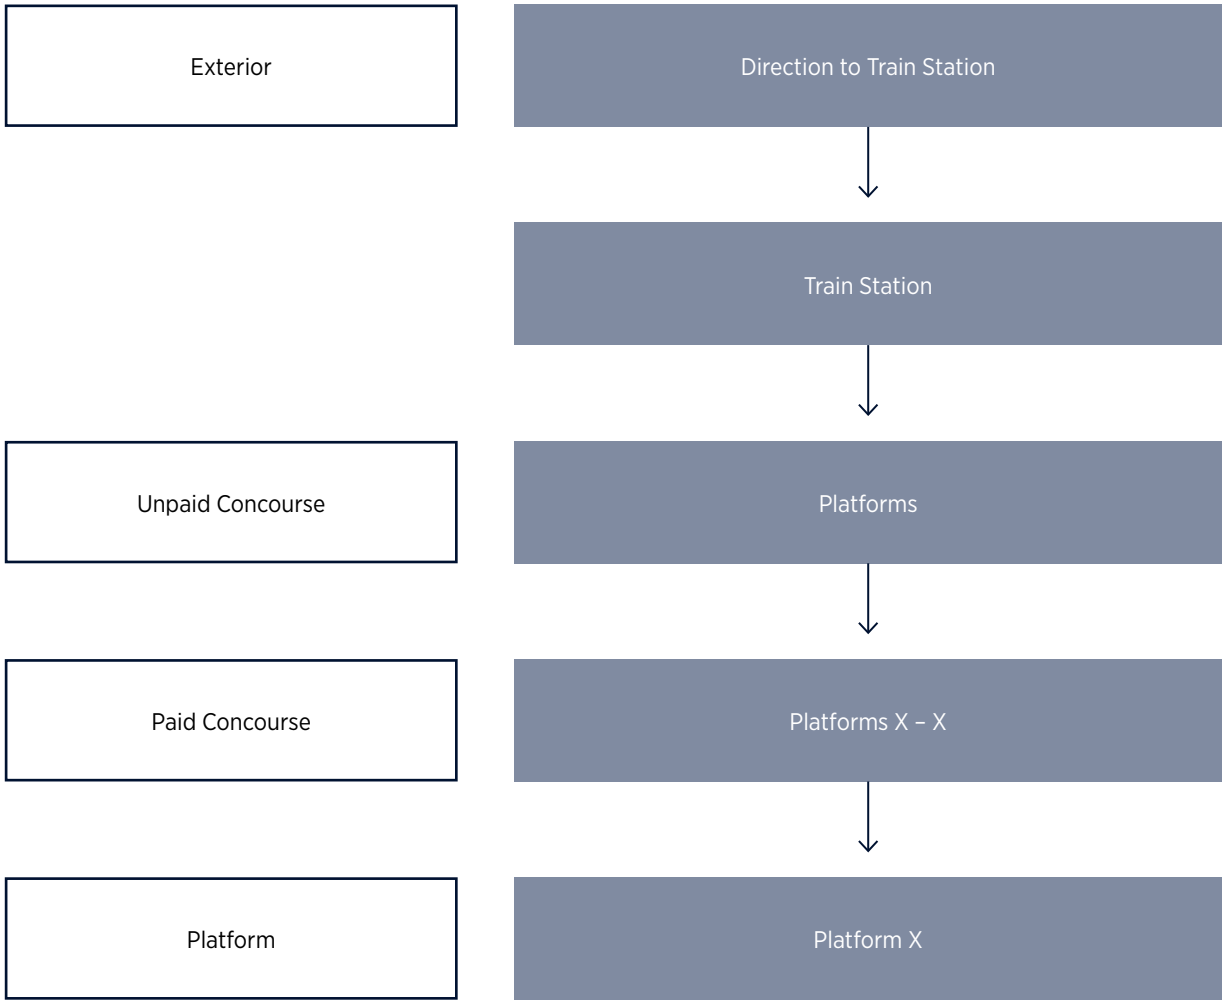 Exterior
Direction to Train Station
Train Station
Unpaid Concourse
Platforms
Paid Concourse
Platforms X – X
Platform
Platform X